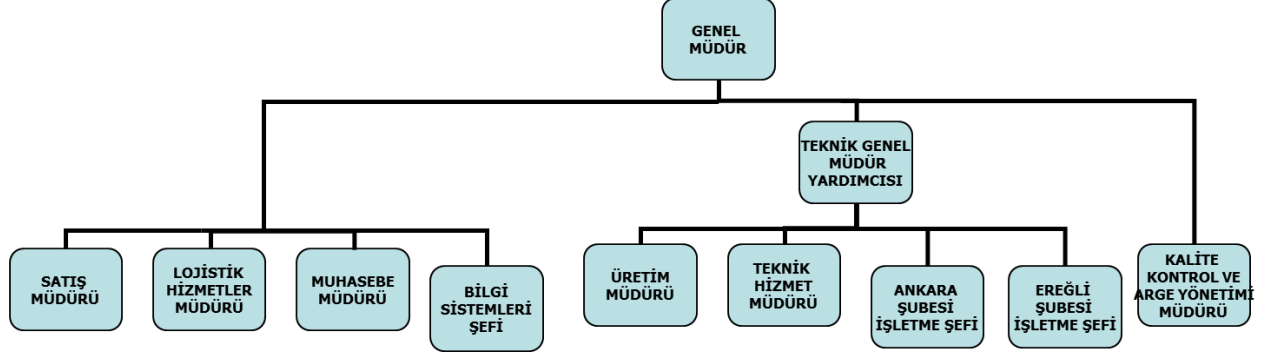 GENEL
MÜDÜR
TEKNİK GENEL
MÜDÜR
YARDIMCISI
SATIŞ
MÜDÜRÜ
LOJİSTİK
HİZMETLER
MÜDÜRÜ
MUHASEBE
MÜDÜRÜ
BİLGİ
SİSTEMLERİ
ŞEFİ
ÜRETİM
MÜDÜRÜ
TEKNİK
HİZMET
MÜDÜRÜ
ANKARA
ŞUBESİ
İŞLETME ŞEFİ
EREĞLİ
ŞUBESİ
İŞLETME ŞEFİ
KALİTE
KONTROL VE
ARGE YÖNETİMİ
MÜDÜRÜ